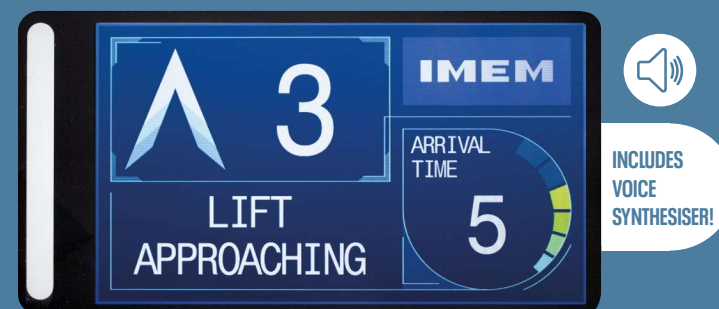 3
IMEM
ARRIVAL
TIME
5
LIFT
APPROACHING
INCLUDES
VOICE
SYNTHESISER!